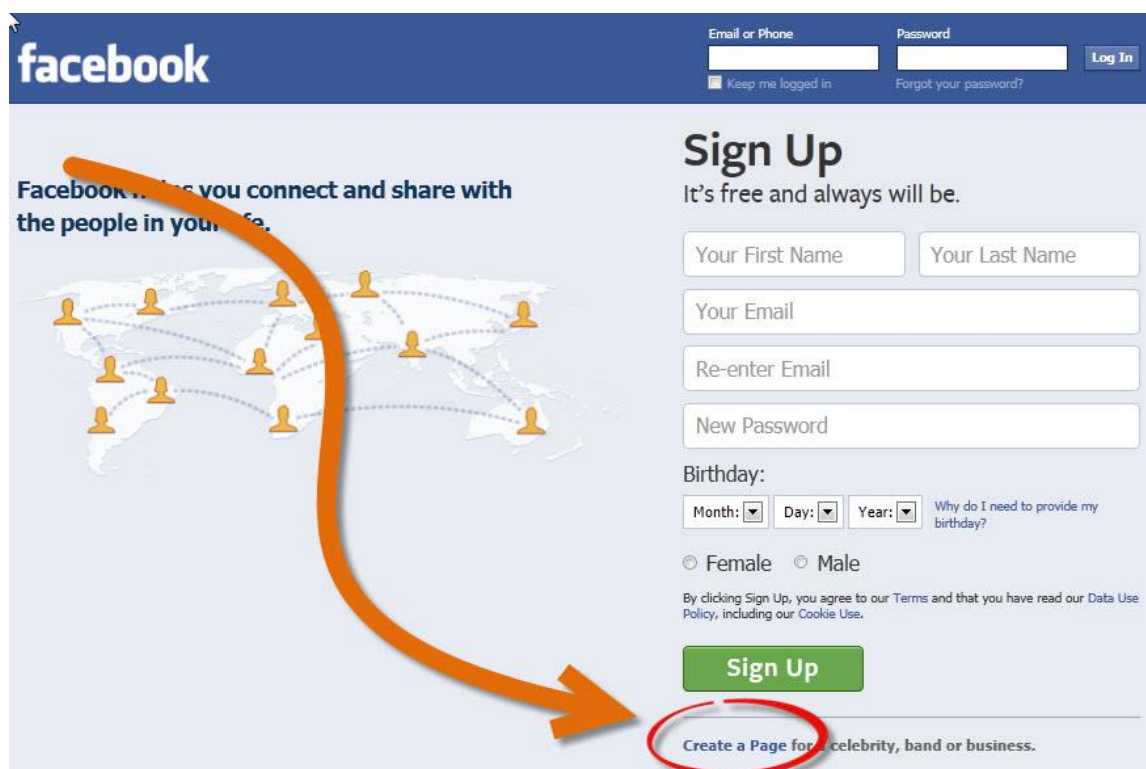 facebook
Email or Phone
Password
Log In
Keep me logged in
Forgot your password?
Facebook you connect and share with
the people in your
Sign Up
It's free and always will be.
Your First Name
Your Last Name
Your Email
Re-enter Email
New Password
Birthday:
Month:
Day:
Year:
Why do I need to provide my
birthday?
Female
Male
By clicking Sign Up, you agree to our Terms and that you have read our Data Use
Policy, including our Cookie Use.
Sign Up
Create a Page for celebrity, band or business.